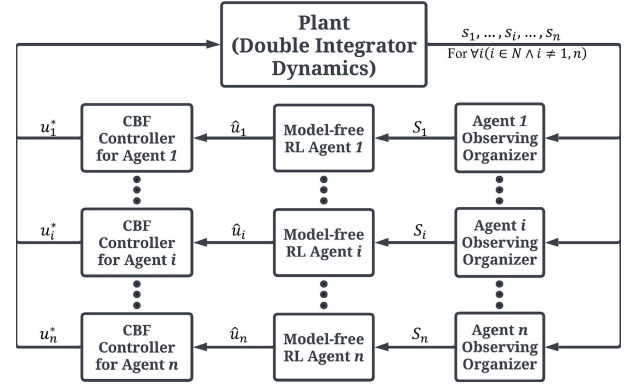 Plant
(Double Integrator
Dynamics)
s₁, ..., sᵢ, ..., sₙ
For ∀i(i ∈ N ∧ i ≠ 1, n)
u₁*
CBF
Controller
for Agent 1
û₁
Model-free
RL Agent 1
S₁
Agent 1
Observing
Organizer
uᵢ*
CBF
Controller
for Agent i
ûᵢ
Model-free
RL Agent i
Sᵢ
Agent i
Observing
Organizer
uₙ*
CBF
Controller
for Agent n
ûₙ
Model-free
RL Agent n
Sₙ
Agent n
Observing
Organizer